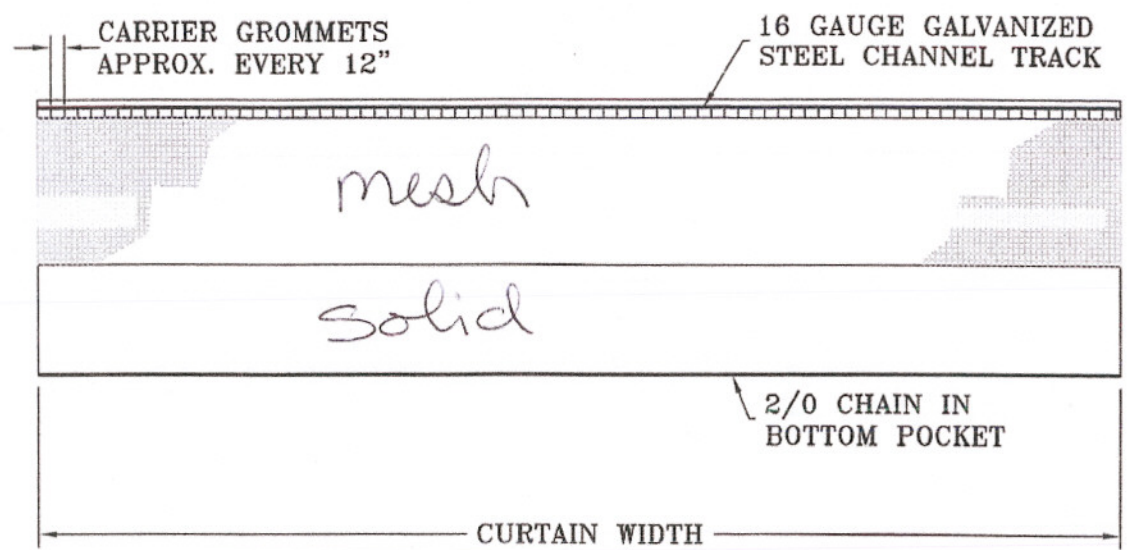 CARRIER GROMMETS
APPROX. EVERY 12"
16 GAUGE GALVANIZED
STEEL CHANNEL TRACK
mesh
solid
2/0 CHAIN IN
BOTTOM POCKET
CURTAIN WIDTH